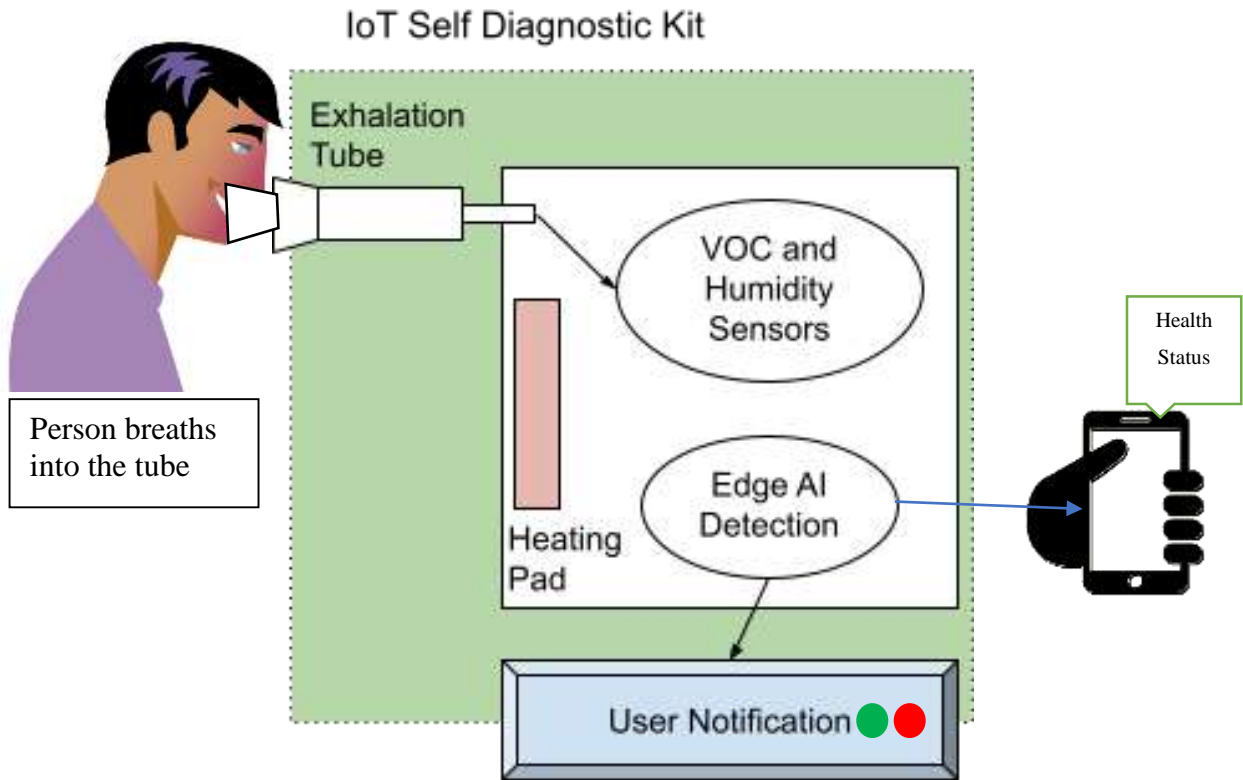 IoT Self Diagnostic Kit
Exhalation
Tube
VOC and
Humidity
Sensors
Health
Status
Person breaths
into the tube
Edge AI
Detection
Heating
Pad
User Notification